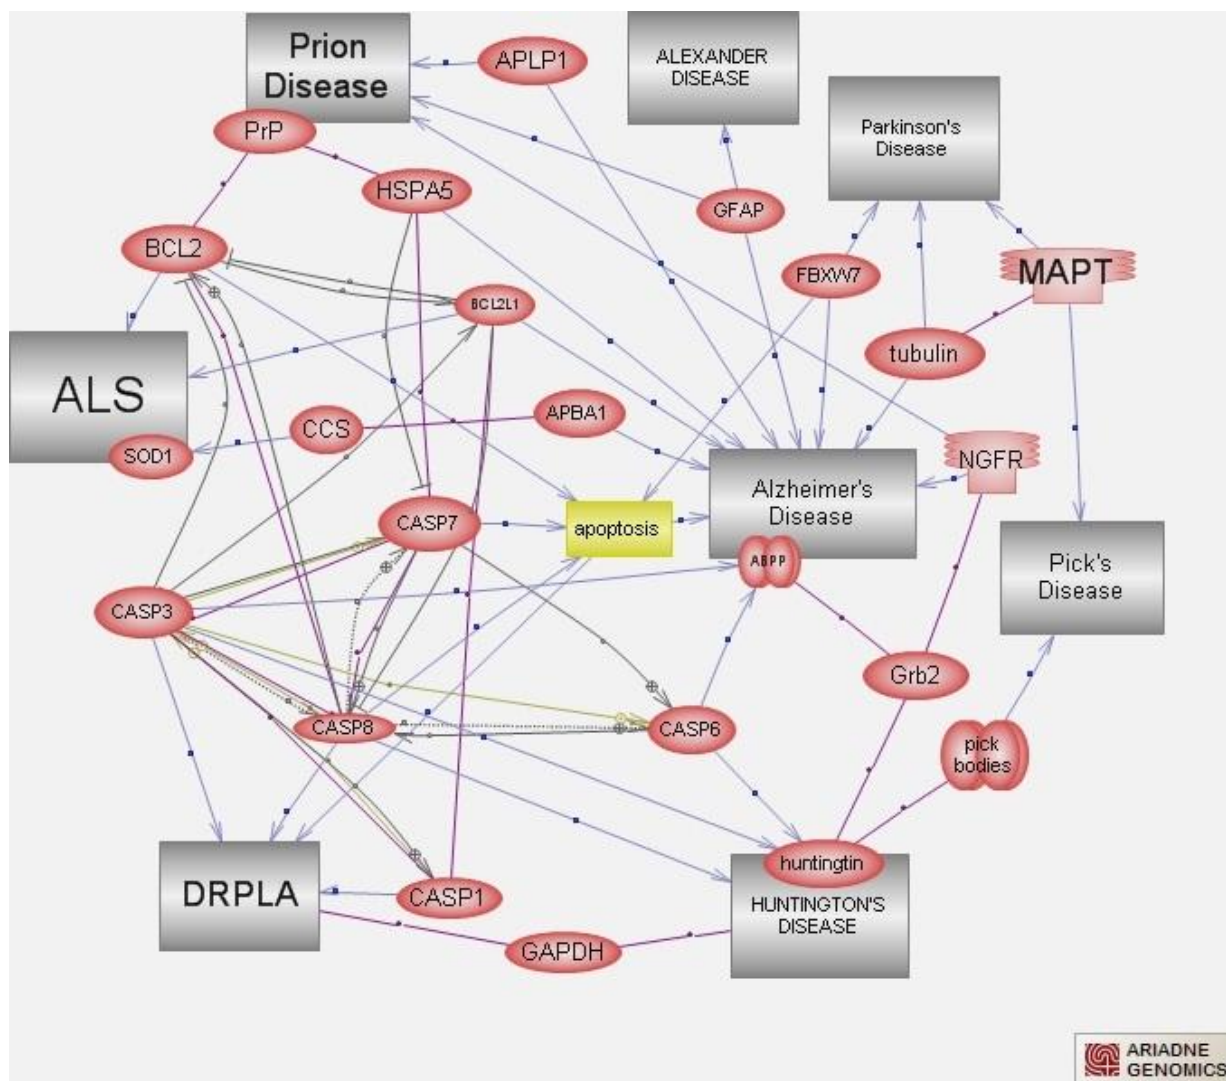 Prion
Disease
APLP1
ALEXANDER
DISEASE
Parkinson's
Disease
PrP
HSPA5
GFAP
BCL2
FBXW7
MAPT
BCL2L1
tubulin
ALS
CCS
APBA1
SOD1
NGFR
Alzheimer's
Disease
CASP7
apoptosis
ABPP
Pick's
Disease
CASP3
Grb2
CASP8
CASP6
pick
bodies
huntingtin
DRPLA
CASP1
HUNTINGTON'S
DISEASE
GAPDH
ARIADNE
GENOMICS